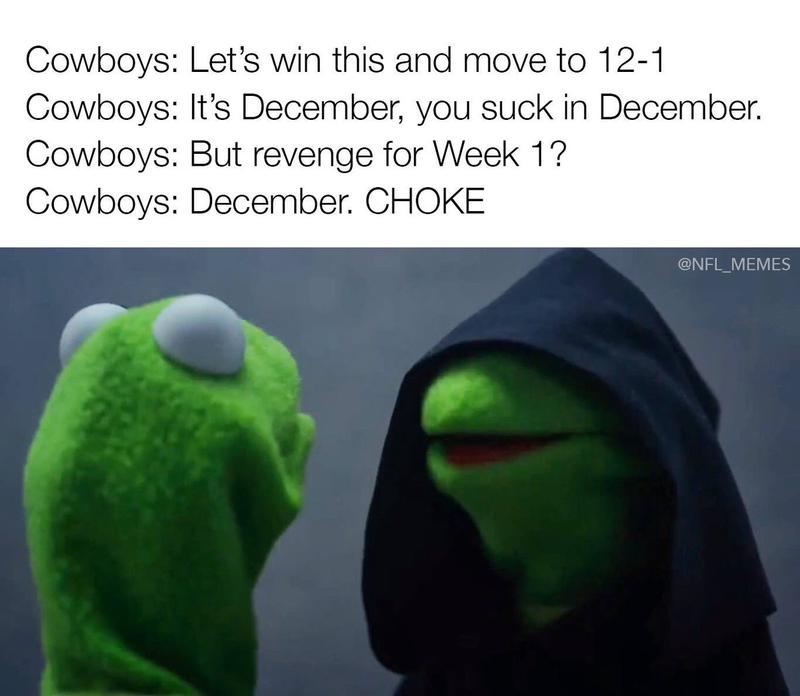 Cowboys: Let’s win this and move to 12-1
Cowboys: It’s December, you suck in December.
Cowboys: But revenge for Week 1?
Cowboys: December. CHOKE
@NFL_MEMES